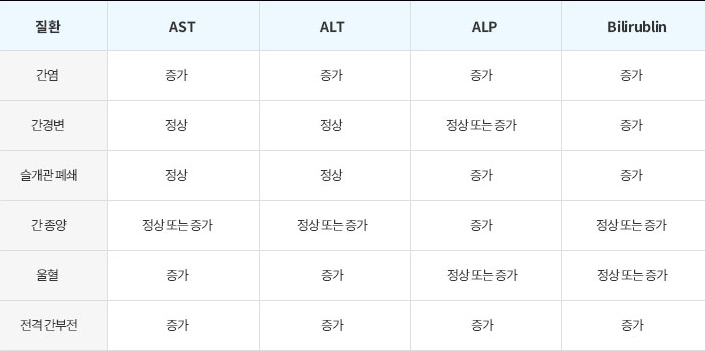 질환 AST ALT ALP Bilirublin
간염 증가 증가 증가 증가
간경변 정상 정상 정상 또는 증가 증가
슬개관 폐쇄 정상 정상 증가 증가
간 종양 정상 또는 증가 정상 또는 증가 증가 정상 또는 증가
울혈 증가 증가 정상 또는 증가 정상 또는 증가
전격 간부전 증가 증가 증가 증가